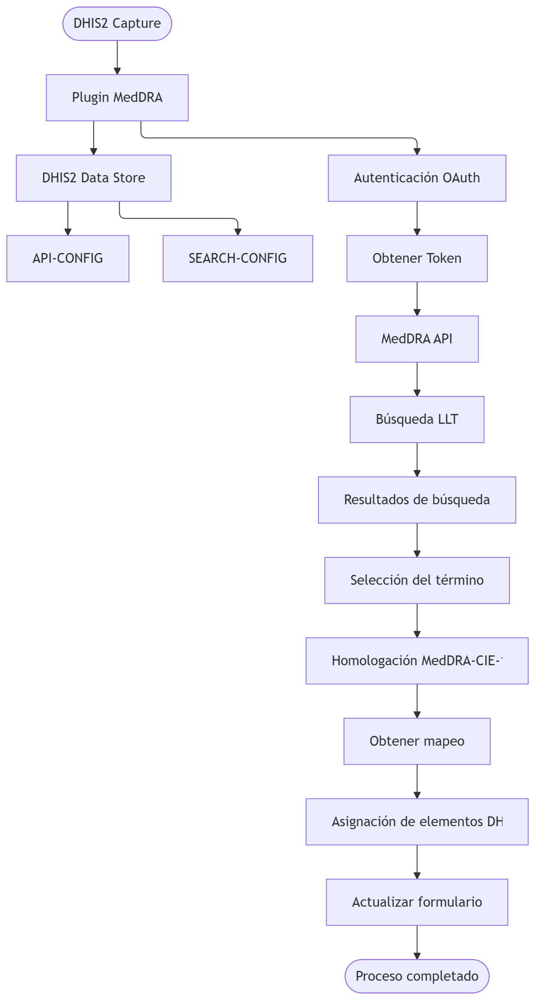 DHIS2 Capture
Plugin MedDRA
DHIS2 Data Store
Autenticación OAuth
API-CONFIG
SEARCH-CONFIG
Obtener Token
MedDRA API
Búsqueda LLT
Resultados de búsqueda
Selección del término
Homologación MedDRA-CIE-
Obtener mapeo
Asignación de elementos DH
Actualizar formulario
Proceso completado